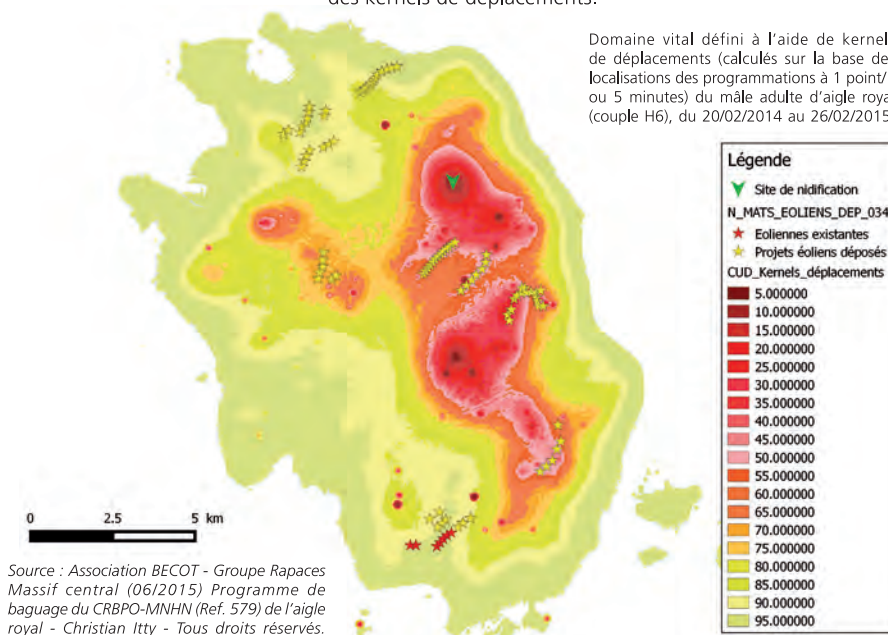 des kernels de déplacements.
Domaine vital défini à l'aide de kernel
de déplacements (calculés sur la base de
localisations des programmations à 1 point/
ou 5 minutes) du mâle adulte d'aigle roya
(couple H6), du 20/02/2014 au 26/02/2015
Légende
Site de nidification
N_MATS_EOLIENS_DEP_034
Eoliennes existantes
Projets éoliens déposés
CUD_Kernels_déplacements
5.000000
10.000000
15.000000
20.000000
25.000000
30.000000
35.000000
40.000000
45.000000
50.000000
55.000000
60.000000
65.000000
70.000000
75.000000
80.000000
85.000000
90.000000
95.000000
0 2.5 5 km
Source : Association BECOT - Groupe Rapaces
Massif central (06/2015) Programme de
baguage du CRBPO-MNHN (Ref. 579) de l'aigle
royal - Christian Itty - Tous droits réservés.